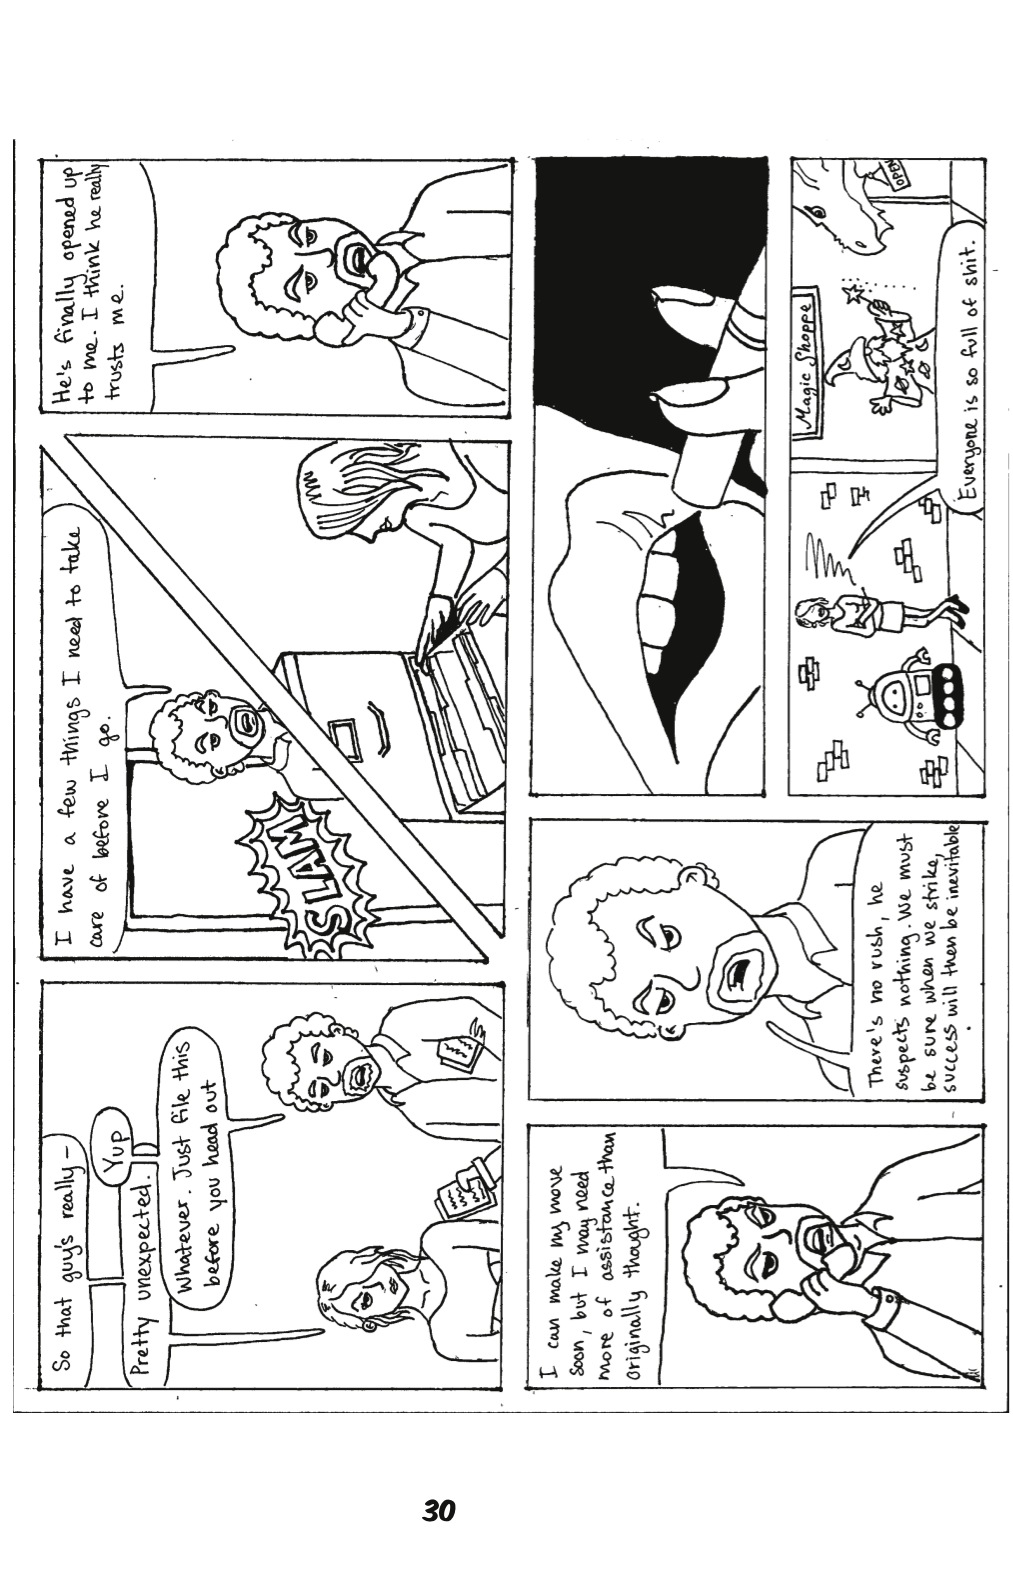 So that guy's really—
Yup
Pretty unexpected.
Whatever. Just file this
before you head out
I have a few things I need to take
care of before I go.
SLAM
He's finally opened up
to me. I think he really
trusts me.
I can make my move
soon, but I may need
more of assistance than
originally thought.
There's no rush, he
suspects nothing. We must
be sure when we strike,
success will then be inevitable
.
Magic Shoppe
OPEN
Everyone is so full of shit.
30